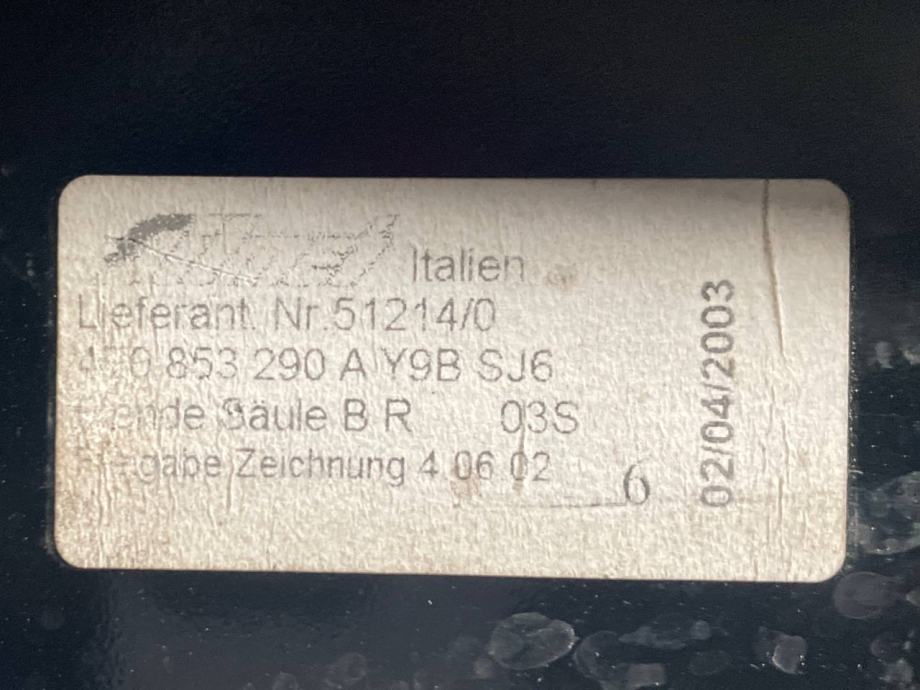 Italien
Lieferant. Nr.51214/0
853 290 A Y9B SJ6
Säule B R 03S
Zeichnung 4 06 02
6
02/04/2003